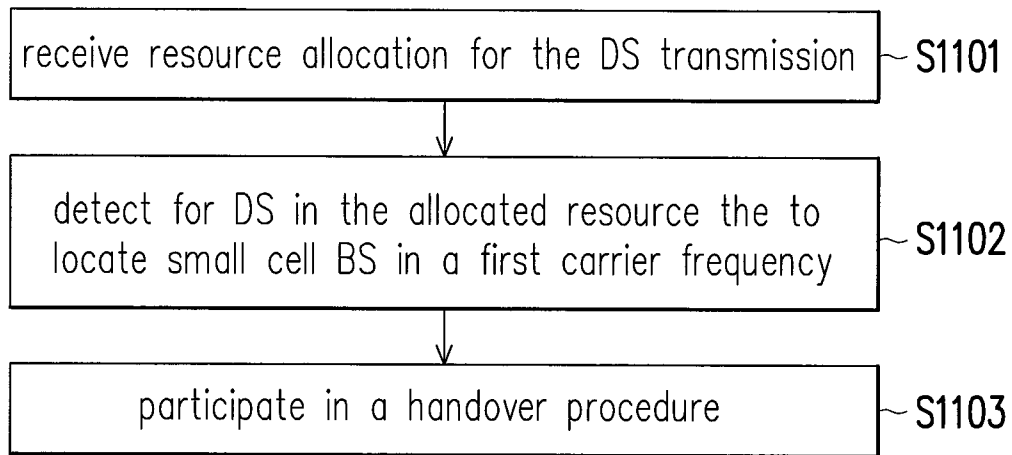 receive resource allocation for the DS transmission ~ S1101
detect for DS in the allocated resource the to
locate small cell BS in a first carrier frequency ~ S1102
participate in a handover procedure ~ S1103